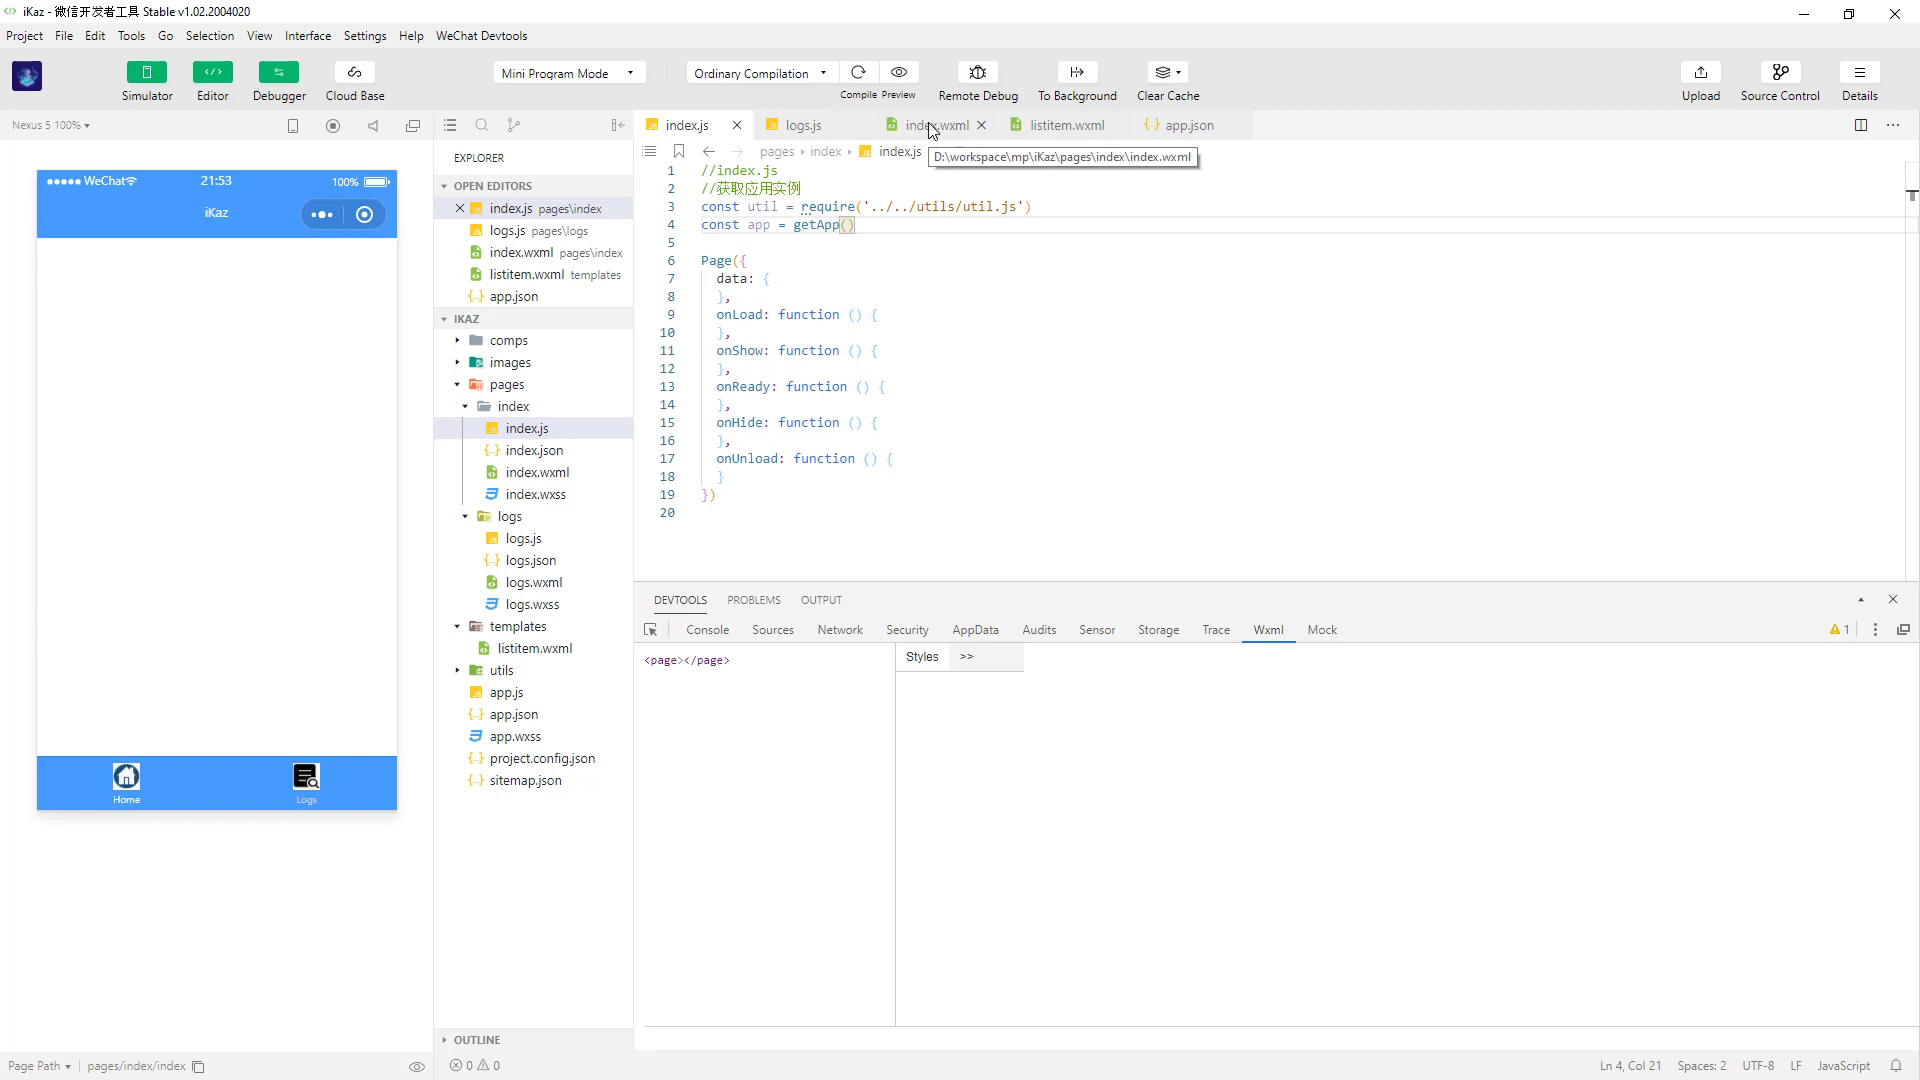 iKaz - 微信开发者工具 Stable v1.02.2004020
Project File Edit Tools Go Selection View Interface Settings Help WeChat Devtools
Simulator Editor Debugger Cloud Base
Mini Program Mode
Ordinary Compilation
Compile Preview
Remote Debug To Background Clear Cache
Upload Source Control Details
Nexus 5 100%
WeChat 21:53 100%
iKaz
Home
Logs
Page Path pages/index/index
EXPLORER
OPEN EDITORS
index.js pages\index
logs.js pages\logs
index.wxml pages\index
listitem.wxml templates
app.json
IKAZ
comps
images
pages
index
index.js
index.json
index.wxml
index.wxss
logs
logs.js
logs.json
logs.wxml
logs.wxss
templates
listitem.wxml
utils
app.js
app.json
app.wxss
project.config.json
sitemap.json
OUTLINE
0 0
index.js logs.js index.wxml listitem.wxml app.json
pages index index.js
D:\workspace\mp\iKaz\pages\index\index.wxml
1 //index.js
2 //获取应用实例
3 const util = require('../../utils/util.js')
4 const app = getApp()
5
6 Page({
7 data: {
8 },
9 onLoad: function () {
10 },
11 onShow: function () {
12 },
13 onReady: function () {
14 },
15 onHide: function () {
16 },
17 onUnload: function () {
18 }
19 })
20
DEVTOOLS PROBLEMS OUTPUT
Console Sources Network Security AppData Audits Sensor Storage Trace Wxml Mock 1
<page></page>
Styles >>
Ln 4, Col 21 Spaces: 2 UTF-8 LF JavaScript